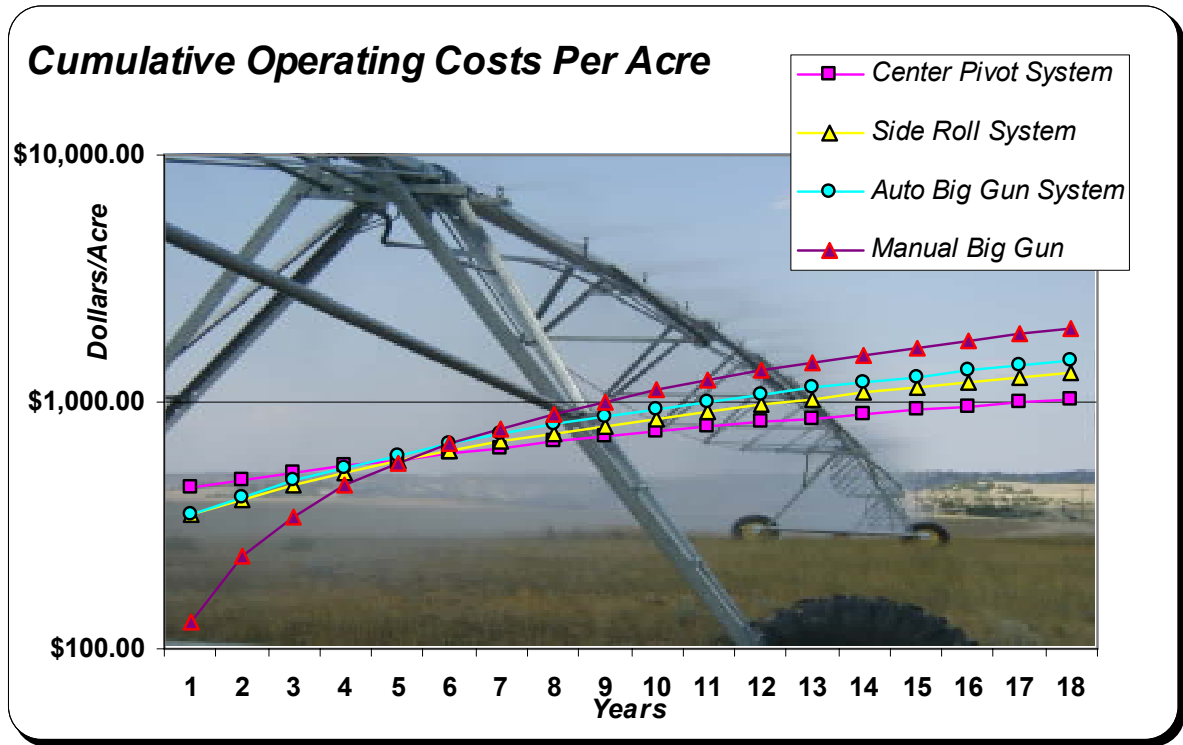 Cumulative Operating Costs Per Acre
Center Pivot System
Side Roll System
Auto Big Gun System
Manual Big Gun
$10,000.00
$1,000.00
$100.00
Dollars/Acre
1 2 3 4 5 6 7 8 9 10 11 12 13 14 15 16 17 18
Years